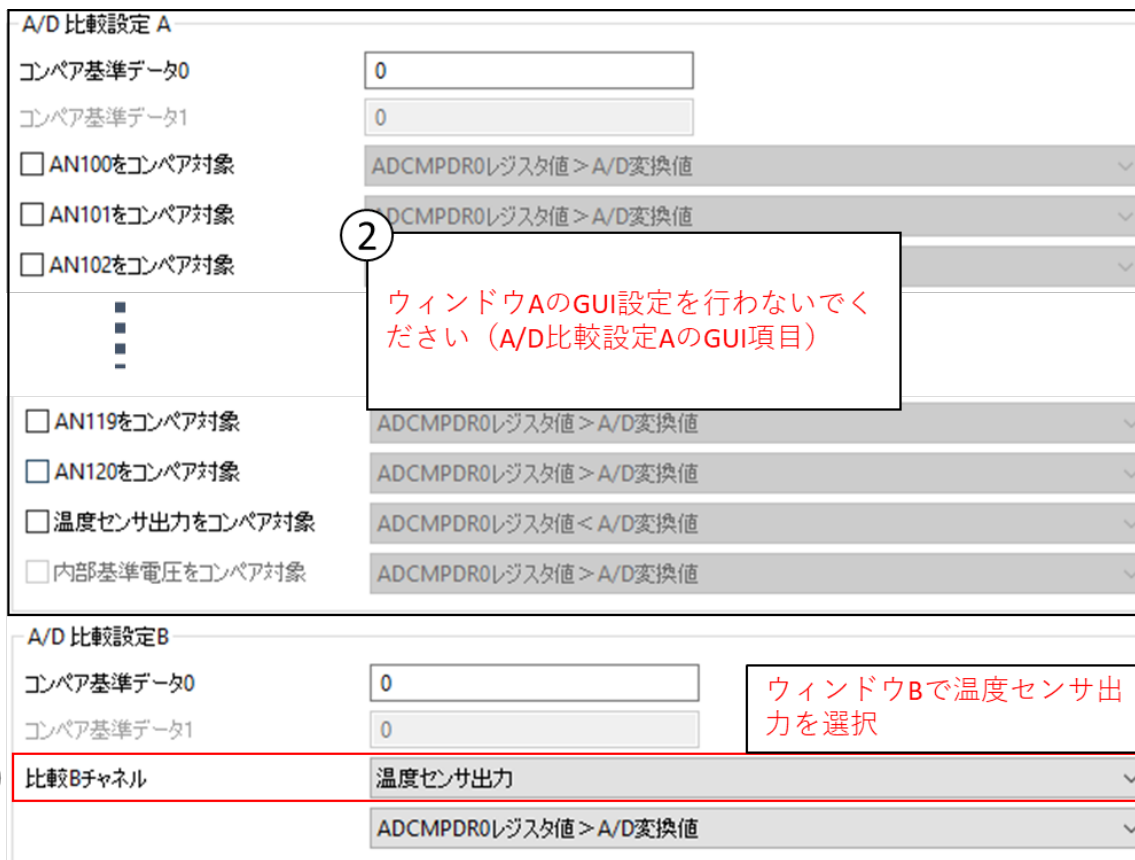 A/D 比較設定 A
コンペア基準データ0
0
コンペア基準データ1
0
AN100をコンペア対象
ADCMPDR0レジスタ値＞A/D変換値
AN101をコンペア対象
ADCMPDR0レジスタ値＞A/D変換値
AN102をコンペア対象
②
ウィンドウAのGUI設定を行わないでく
ださい（A/D比較設定AのGUI項目）
AN119をコンペア対象
ADCMPDR0レジスタ値＞A/D変換値
AN120をコンペア対象
ADCMPDR0レジスタ値＞A/D変換値
温度センサ出力をコンペア対象
ADCMPDR0レジスタ値＜A/D変換値
内部基準電圧をコンペア対象
ADCMPDR0レジスタ値＞A/D変換値
A/D 比較設定B
コンペア基準データ0
0
コンペア基準データ1
0
ウィンドウBで温度センサ出
力を選択
比較Bチャネル
温度センサ出力
ADCMPDR0レジスタ値＞A/D変換値